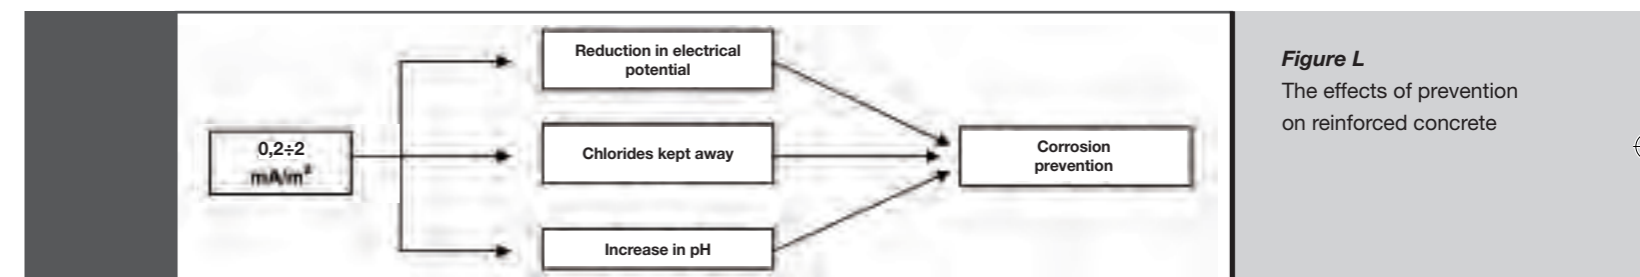 Reduction in electrical
potential
0,2÷2
mA/m²
Chlorides kept away
Increase in pH
Corrosion
prevention
Figure L
The effects of prevention
on reinforced concrete